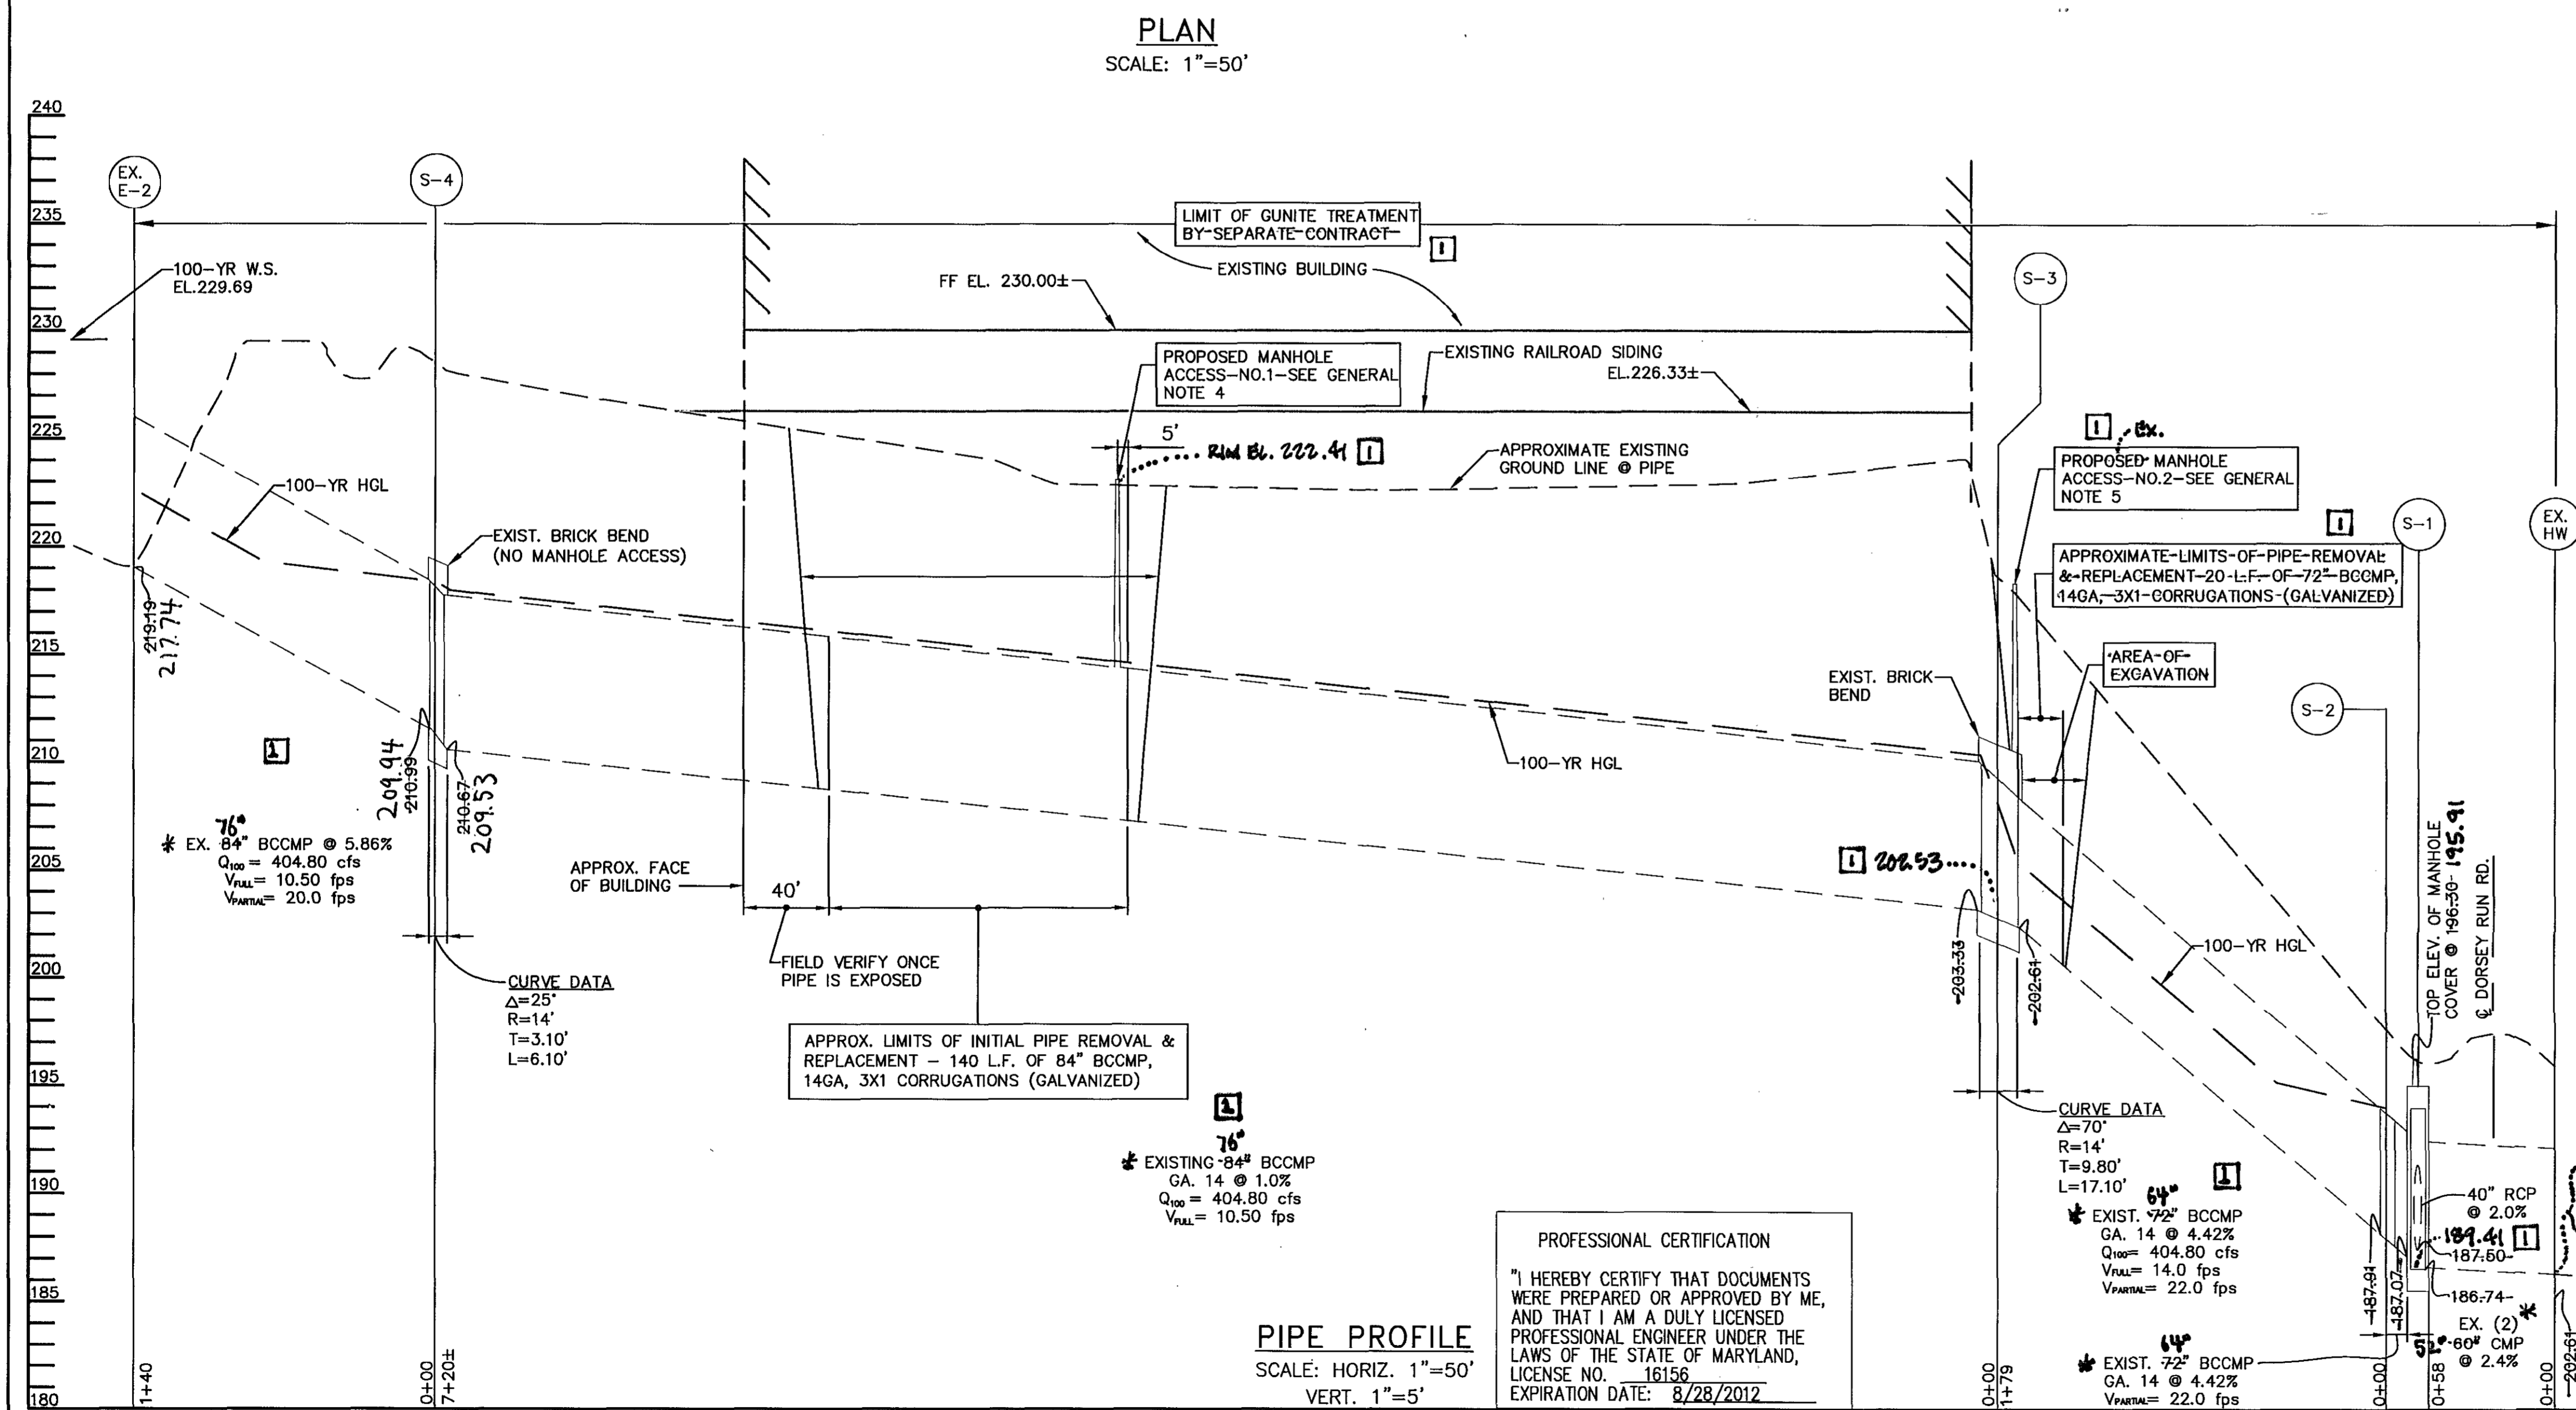 PLAN
SCALE: 1"=50'
240
235
230
225
220
215
210
205
200
195
190
185
180
EX.
E-2
S-4
LIMIT OF GUNITE TREATMENT
BY SEPARATE CONTRACT
1
EXISTING BUILDING
100-YR W.S.
EL.229.69
FF EL. 230.00±
S-3
PROPOSED MANHOLE
ACCESS-NO.1-SEE GENERAL
NOTE 4
EXISTING RAILROAD SIDING
EL.226.33±
5'
RIM EL. 222.41 1
APPROXIMATE EXISTING
GROUND LINE @ PIPE
1 EX.
PROPOSED MANHOLE
ACCESS-NO.2-SEE GENERAL
NOTE 5
100-YR HGL
EXIST. BRICK BEND
(NO MANHOLE ACCESS)
1
S-1
EX.
HW
APPROXIMATE LIMITS OF PIPE REMOVAL
& REPLACEMENT 20 L.F. OF 72" BCCMP,
14GA, 3X1 CORRUGATIONS (GALVANIZED)
219.19
217.74
AREA OF
EXCAVATION
EXIST. BRICK
BEND
S-2
100-YR HGL
1
209.94
210.99
210.67
209.53
76"
* EX. 84" BCCMP @ 5.86%
Q100 = 404.80 cfs
VFULL= 10.50 fps
VPARTIAL= 20.0 fps
APPROX. FACE
OF BUILDING
40'
1 202.53
TOP ELEV. OF MANHOLE
COVER @ 196.30 195.91
℄ DORSEY RUN RD.
FIELD VERIFY ONCE
PIPE IS EXPOSED
100-YR HGL
203.33
202.61
CURVE DATA
Δ=25°
R=14'
T=3.10'
L=6.10'
APPROX. LIMITS OF INITIAL PIPE REMOVAL &
REPLACEMENT - 140 L.F. OF 84" BCCMP,
14GA, 3X1 CORRUGATIONS (GALVANIZED)
1
76"
* EXISTING 84" BCCMP
GA. 14 @ 1.0%
Q100 = 404.80 cfs
VFULL= 10.50 fps
CURVE DATA
Δ=70°
R=14'
T=9.80'
L=17.10'
1
64"
* EXIST. 72" BCCMP
GA. 14 @ 4.42%
Q100= 404.80 cfs
VFULL= 14.0 fps
VPARTIAL= 22.0 fps
40" RCP
@ 2.0%
189.41 1
187.50
186.74
187.91
187.07
EX. (2) *
52" 60" CMP
@ 2.4%
202.61
64"
* EXIST. 72" BCCMP
GA. 14 @ 4.42%
VPARTIAL= 22.0 fps
PROFESSIONAL CERTIFICATION
"I HEREBY CERTIFY THAT DOCUMENTS
WERE PREPARED OR APPROVED BY ME,
AND THAT I AM A DULY LICENSED
PROFESSIONAL ENGINEER UNDER THE
LAWS OF THE STATE OF MARYLAND,
LICENSE NO. 16156
EXPIRATION DATE: 8/28/2012
PIPE PROFILE
SCALE: HORIZ. 1"=50'
VERT. 1"=5'
1+40
0+00
7+20±
0+00
1+79
0+00
0+58
0+00